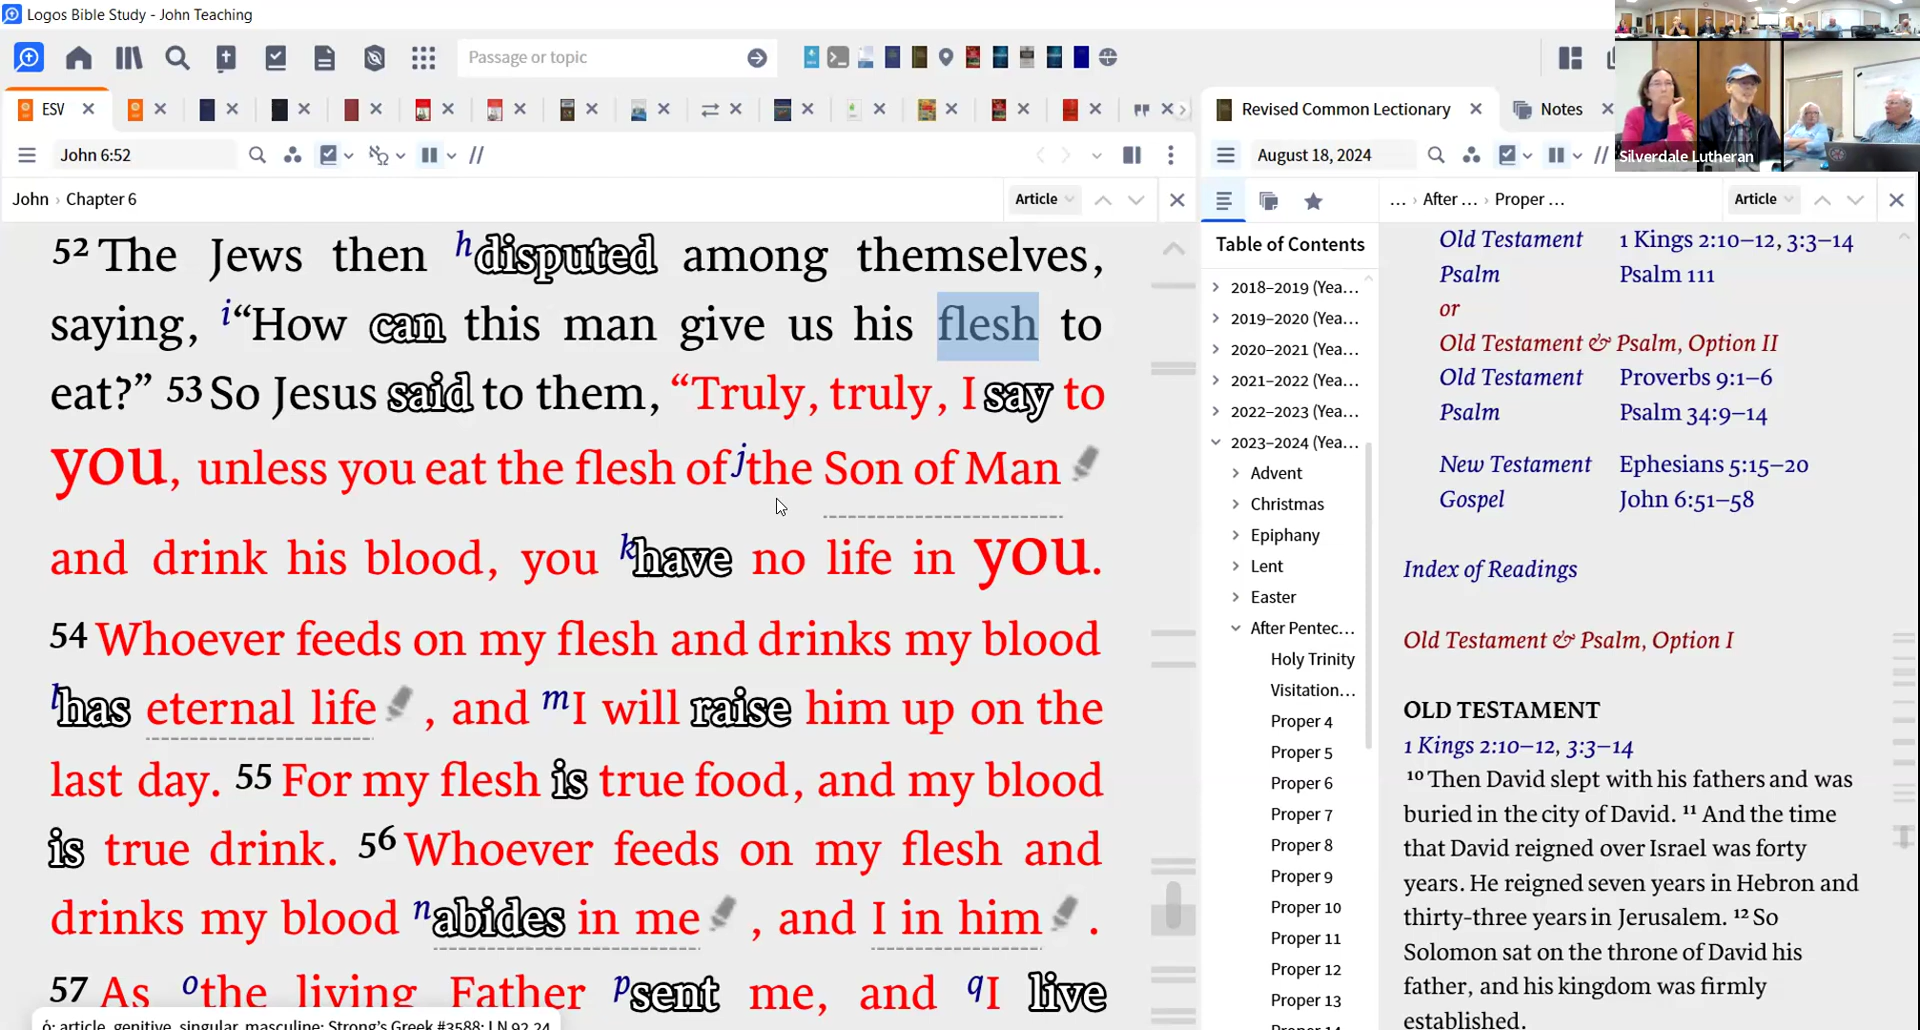 Logos Bible Study - John Teaching
Passage or topic
ESV
Revised Common Lectionary
Notes
John 6:52
August 18, 2024
Silverdale Lutheran
John › Chapter 6
Article
... After ... › Proper ...
Article
52 The Jews then h disputed among themselves,
saying, i “How can this man give us his flesh to
eat?” 53 So Jesus said to them, “Truly, truly, I say to
you, unless you eat the flesh of j the Son of Man
and drink his blood, you k have no life in you.
54 Whoever feeds on my flesh and drinks my blood
l has eternal life , and m I will raise him up on the
last day. 55 For my flesh is true food, and my blood
is true drink. 56 Whoever feeds on my flesh and
drinks my blood n abides in me , and I in him .
57 As o the living Father p sent me, and q I live
ὁ; article, genitive, singular, masculine; Strong's Greek #3588; LN 92.24
Table of Contents
2018–2019 (Yea...
2019–2020 (Yea...
2020–2021 (Yea...
2021–2022 (Yea...
2022–2023 (Yea...
2023–2024 (Yea...
Advent
Christmas
Epiphany
Lent
Easter
After Pentec...
Holy Trinity
Visitation...
Proper 4
Proper 5
Proper 6
Proper 7
Proper 8
Proper 9
Proper 10
Proper 11
Proper 12
Proper 13
Proper 14
Old Testament 1 Kings 2:10–12, 3:3–14
Psalm Psalm 111
or
Old Testament & Psalm, Option II
Old Testament Proverbs 9:1–6
Psalm Psalm 34:9–14
New Testament Ephesians 5:15–20
Gospel John 6:51–58
Index of Readings
Old Testament & Psalm, Option I
OLD TESTAMENT
1 Kings 2:10–12, 3:3–14
10 Then David slept with his fathers and was
buried in the city of David. 11 And the time
that David reigned over Israel was forty
years. He reigned seven years in Hebron and
thirty-three years in Jerusalem. 12 So
Solomon sat on the throne of David his
father, and his kingdom was firmly
established.